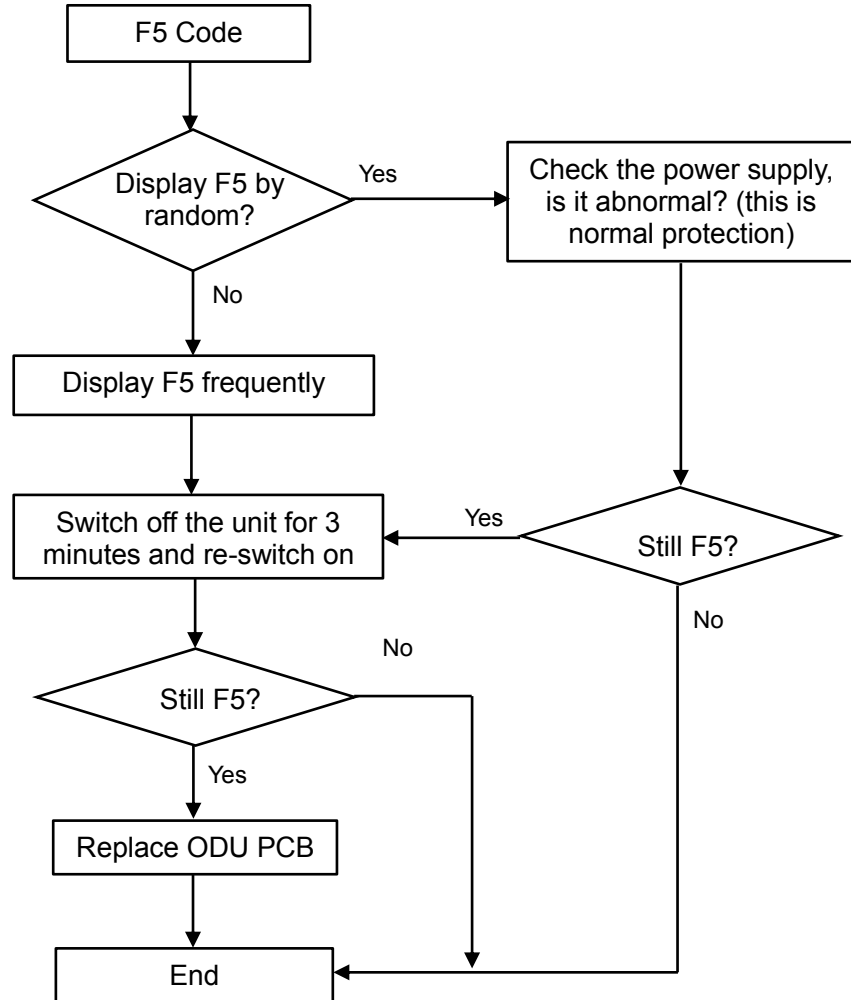 F5 Code
Display F5 by
random?
Yes
Check the power supply,
is it abnormal? (this is
normal protection)
No
Display F5 frequently
Switch off the unit for 3
minutes and re-switch on
Yes
Still F5?
No
No
Still F5?
Yes
Replace ODU PCB
End